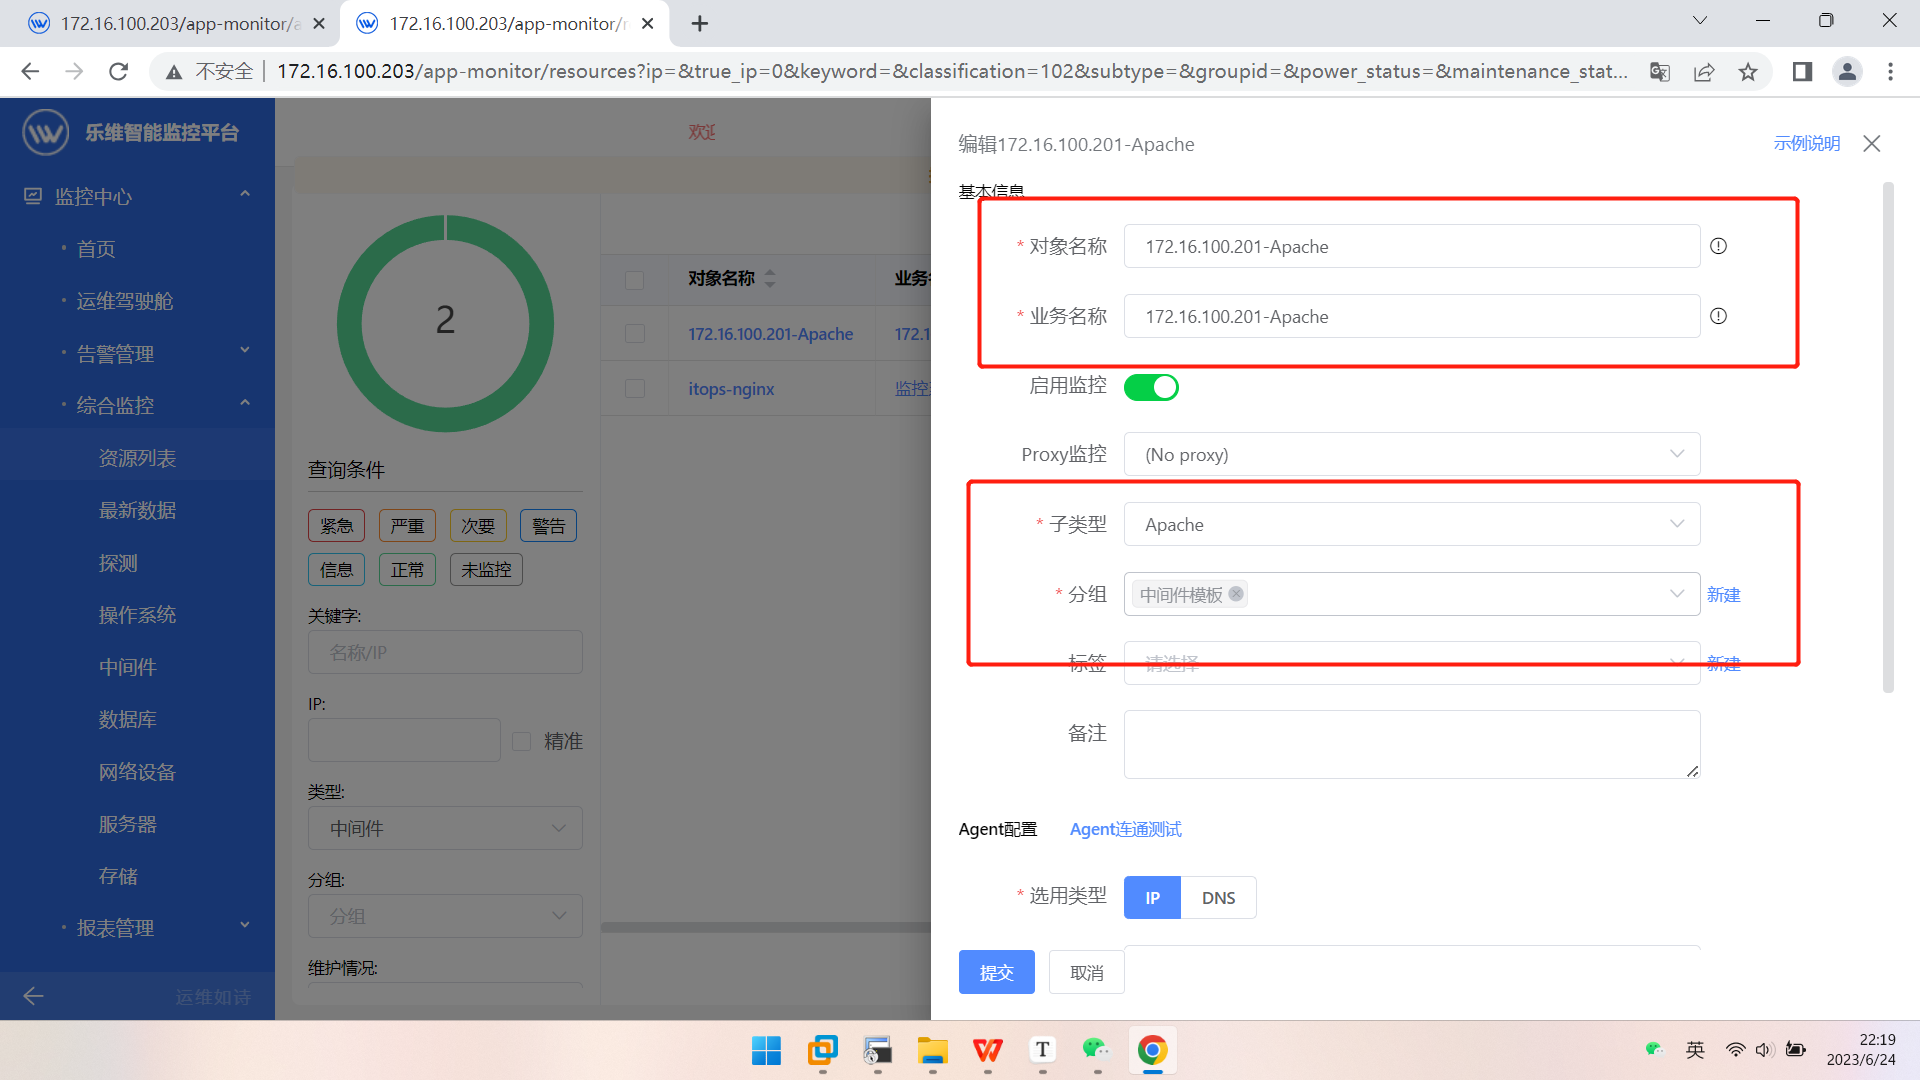 172.16.100.203/app-monitor/a
172.16.100.203/app-monitor/r
不安全
172.16.100.203/app-monitor/resources?ip=&true_ip=0&keyword=&classification=102&subtype=&groupid=&power_status=&maintenance_stat...
乐维智能监控平台
监控中心
首页
运维驾驶舱
告警管理
综合监控
资源列表
最新数据
探测
操作系统
中间件
数据库
网络设备
服务器
存储
报表管理
运维如诗
欢迎
2
查询条件
紧急
严重
次要
警告
信息
正常
未监控
关键字:
名称/IP
IP:
精准
类型:
中间件
分组:
分组
维护情况:
对象名称
业务
172.16.100.201-Apache
172.1
itops-nginx
监控
编辑172.16.100.201-Apache
示例说明
基本信息
* 对象名称
172.16.100.201-Apache
* 业务名称
172.16.100.201-Apache
启用监控
Proxy监控
(No proxy)
* 子类型
Apache
* 分组
中间件模板
新建
标签
请选择
新建
备注
Agent配置
Agent连通测试
* 选用类型
IP
DNS
提交
取消
T
英
22:19
2023/6/24